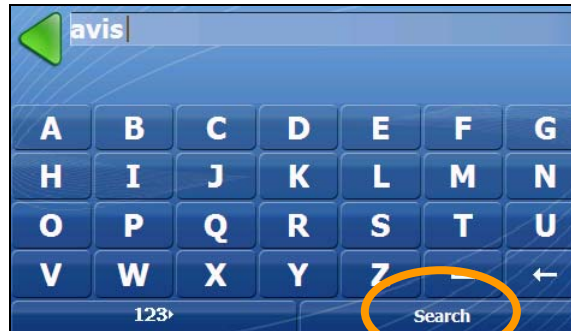 avis
A B C D E F G
H I J K L M N
O P Q R S T U
V W X Y Z - ←
123 Search